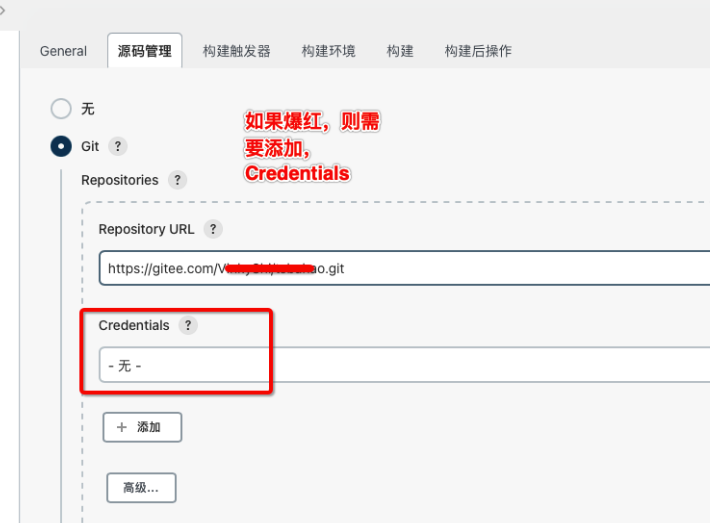 General 源码管理 构建触发器 构建环境 构建 构建后操作
无
如果爆红，则需
要添加，
Credentials
Git ?
Repositories ?
Repository URL ?
https://gitee.com/V ao.git
Credentials ?
- 无 -
+ 添加
高级...